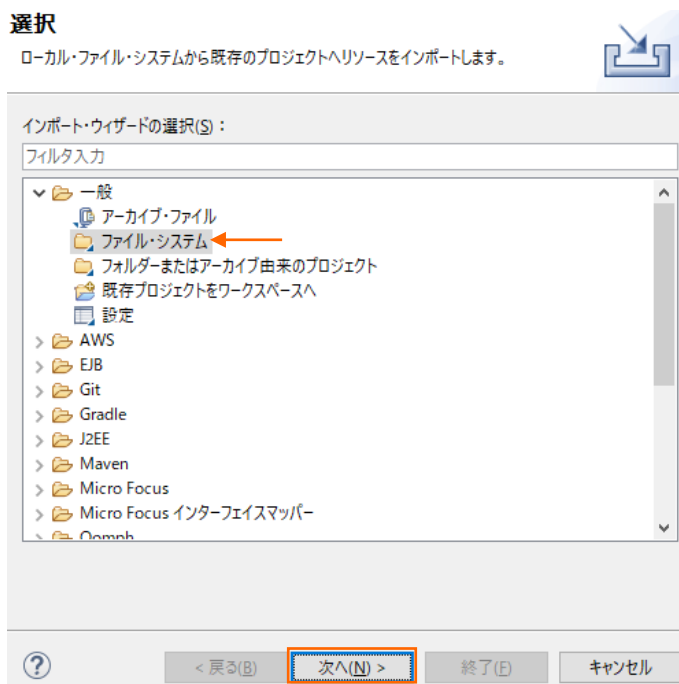 選択
ローカル・ファイル・システムから既存のプロジェクトへリソースをインポートします。
インポート・ウィザードの選択(S)：
フィルタ入力
一般
アーカイブ・ファイル
ファイル・システム
フォルダーまたはアーカイブ由来のプロジェクト
既存プロジェクトをワークスペースへ
設定
AWS
EJB
Git
Gradle
J2EE
Maven
Micro Focus
Micro Focus インターフェイスマッパー
Oomph
< 戻る(B) 次へ(N) > 終了(F) キャンセル